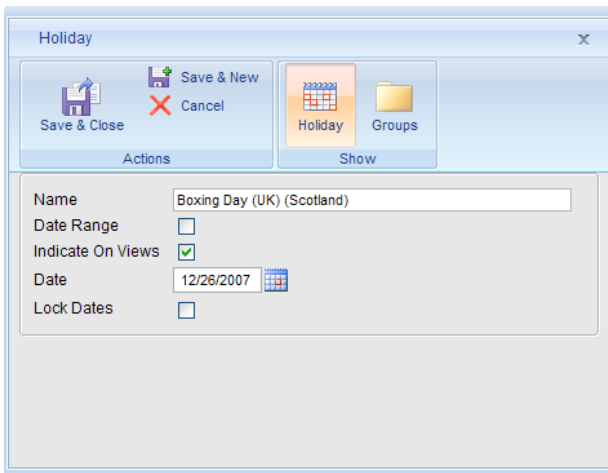 Holiday
Save & New
Cancel
Save & Close
Holiday
Groups
Actions
Show
Name Boxing Day (UK) (Scotland)
Date Range
Indicate On Views
Date 12/26/2007
Lock Dates